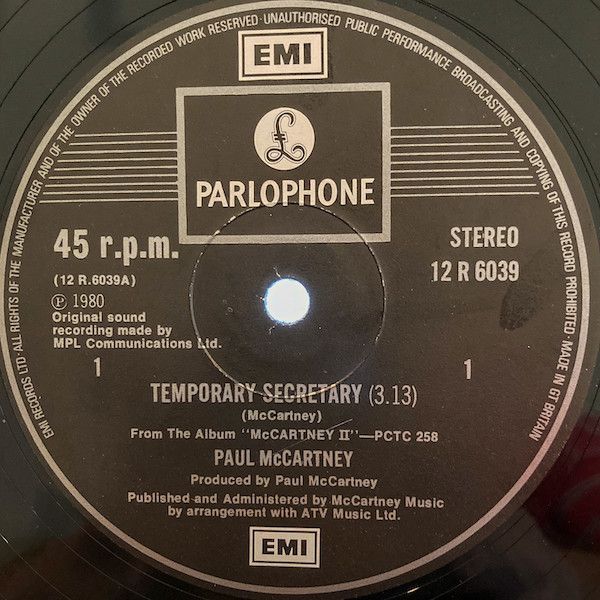 EMI RECORDS LTD · ALL RIGHTS OF THE MANUFACTURER AND OF THE OWNER OF THE RECORDED WORK RESERVED · UNAUTHORISED PUBLIC PERFORMANCE BROADCASTING AND COPYING OF THIS RECORD PROHIBITED · MADE IN GT BRITAIN
EMI
£
PARLOPHONE
45 r.p.m.
STEREO
(12 R.6039A)
12 R 6039
Ⓟ 1980
Original sound
recording made by
MPL Communications Ltd.
1
1
TEMPORARY SECRETARY (3.13)
(McCartney)
From The Album "McCARTNEY II"—PCTC 258
PAUL McCARTNEY
Produced by Paul McCartney
Published and Administered by McCartney Music
by arrangement with ATV Music Ltd.
EMI